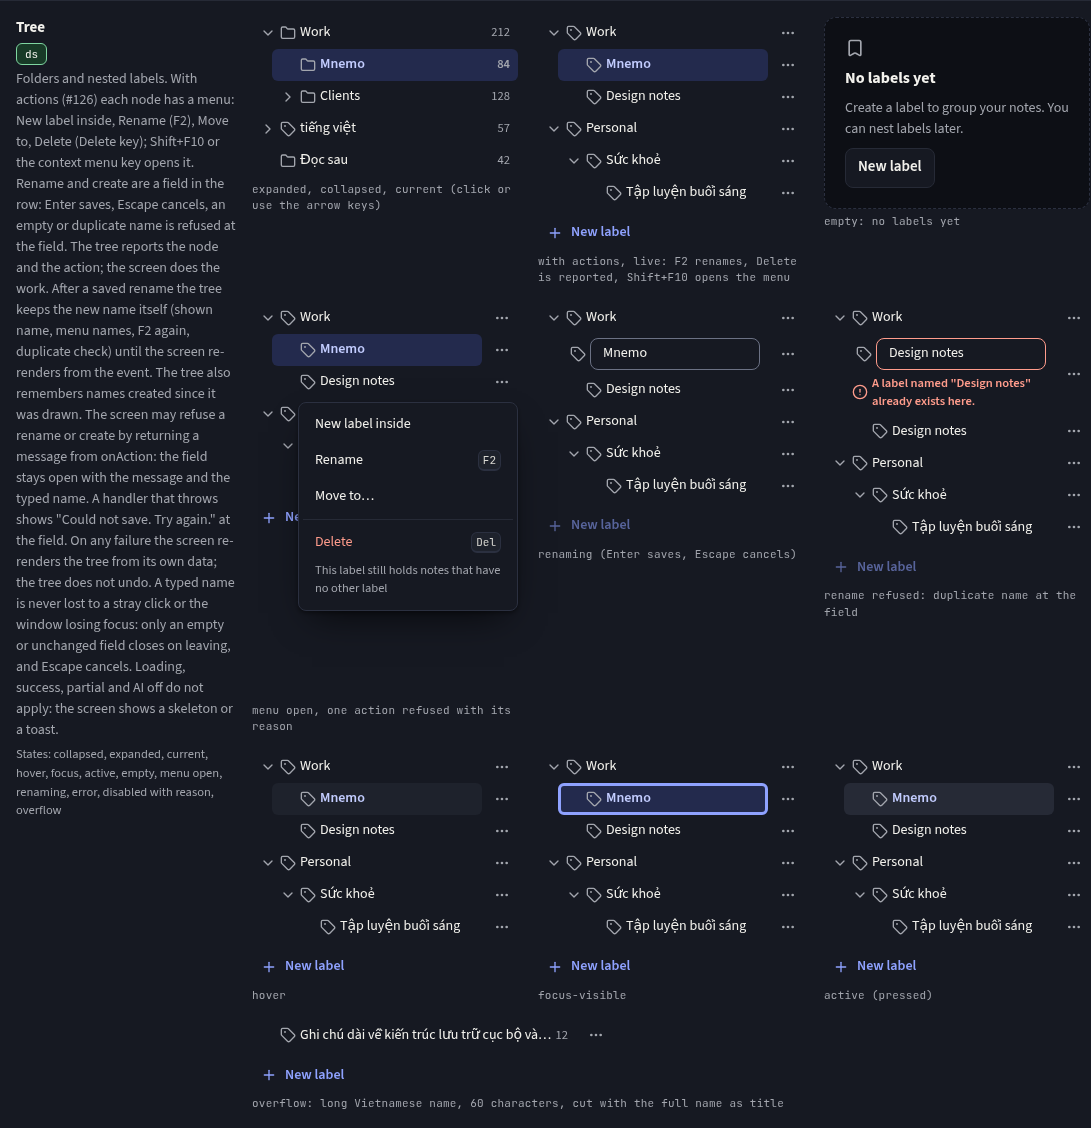 Tree
ds
Folders and nested labels. With
actions (#126) each node has a menu:
New label inside, Rename (F2), Move
to, Delete (Delete key); Shift+F10 or
the context menu key opens it.
Rename and create are a field in the
row: Enter saves, Escape cancels, an
empty or duplicate name is refused at
the field. The tree reports the node
and the action; the screen does the
work. After a saved rename the tree
keeps the new name itself (shown
name, menu names, F2 again,
duplicate check) until the screen re-
renders from the event. The tree also
remembers names created since it
was drawn. The screen may refuse a
rename or create by returning a
message from onAction: the field
stays open with the message and the
typed name. A handler that throws
shows "Could not save. Try again." at
the field. On any failure the screen re-
renders the tree from its own data;
the tree does not undo. A typed name
is never lost to a stray click or the
window losing focus: only an empty
or unchanged field closes on leaving,
and Escape cancels. Loading,
success, partial and AI off do not
apply: the screen shows a skeleton or
a toast.
States: collapsed, expanded, current,
hover, focus, active, empty, menu open,
renaming, error, disabled with reason,
overflow
Work 212
Mnemo 84
Clients 128
tiếng việt 57
Đọc sau 42
expanded, collapsed, current (click or
use the arrow keys)
Work
Mnemo
Design notes
Personal
Sức khoẻ
Tập luyện buổi sáng
New label
with actions, live: F2 renames, Delete
is reported, Shift+F10 opens the menu
No labels yet
Create a label to group your notes. You
can nest labels later.
New label
empty: no labels yet
Work
Mnemo
Design notes
New label inside
Rename F2
Move to…
Ne
Delete Del
This label still holds notes that have
no other label
menu open, one action refused with its
reason
Work
Mnemo
Design notes
Personal
Sức khoẻ
Tập luyện buổi sáng
New label
renaming (Enter saves, Escape cancels)
Work
Design notes
A label named "Design notes"
already exists here.
Design notes
Personal
Sức khoẻ
Tập luyện buổi sáng
New label
rename refused: duplicate name at the
field
Work
Mnemo
Design notes
Personal
Sức khoẻ
Tập luyện buổi sáng
New label
hover
Work
Mnemo
Design notes
Personal
Sức khoẻ
Tập luyện buổi sáng
New label
focus-visible
Work
Mnemo
Design notes
Personal
Sức khoẻ
Tập luyện buổi sáng
New label
active (pressed)
Ghi chú dài về kiến trúc lưu trữ cục bộ và… 12
New label
overflow: long Vietnamese name, 60 characters, cut with the full name as title